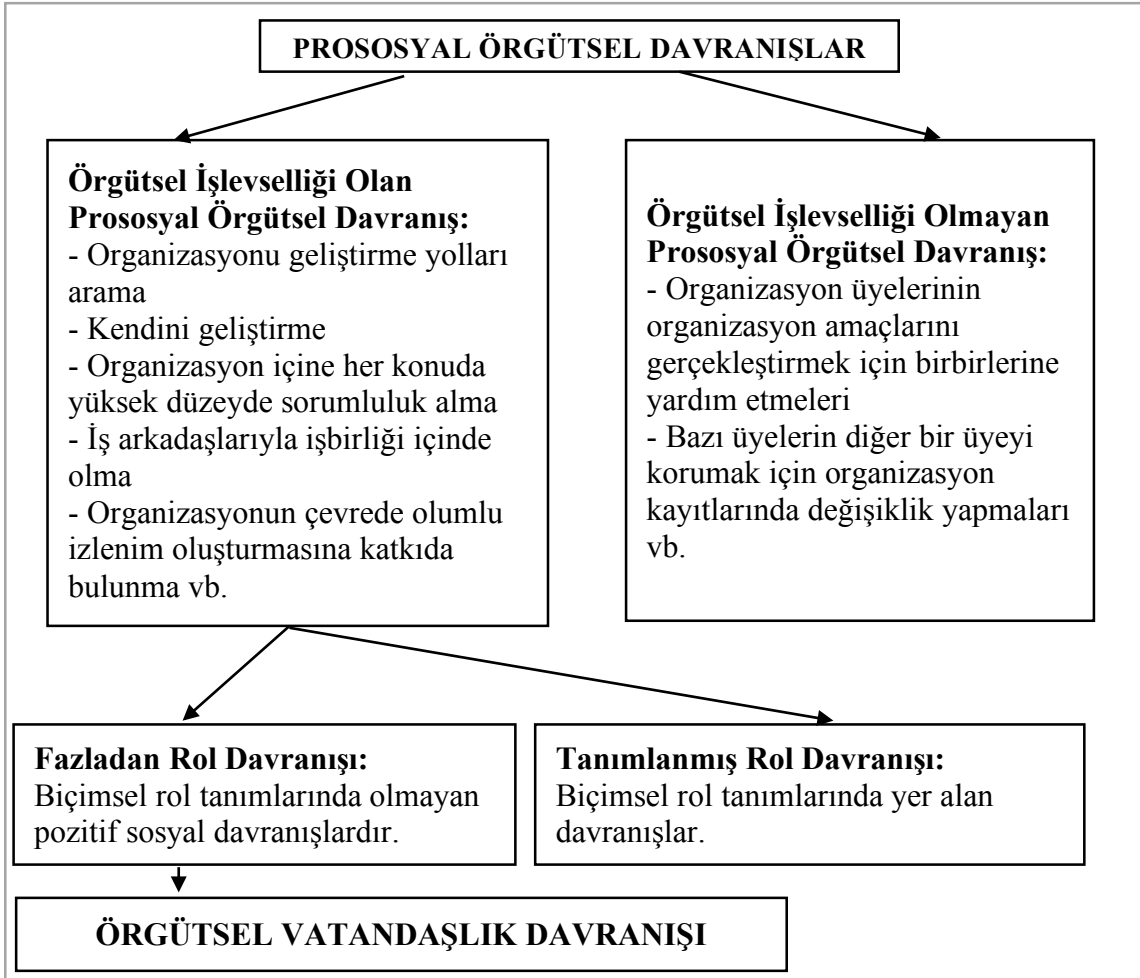 PROSOSYAL ÖRGÜTSEL DAVRANIŞLAR
Örgütsel İşlevselliği Olan
Prososyal Örgütsel Davranış:
- Organizasyonu geliştirme yolları
arama
- Kendini geliştirme
- Organizasyon içine her konuda
yüksek düzeyde sorumluluk alma
- İş arkadaşlarıyla işbirliği içinde
olma
- Organizasyonun çevrede olumlu
izlenim oluşturmasına katkıda
bulunma vb.
Örgütsel İşlevselliği Olmayan
Prososyal Örgütsel Davranış:
- Organizasyon üyelerinin
organizasyon amaçlarını
gerçekleştirmek için birbirlerine
yardım etmeleri
- Bazı üyelerin diğer bir üyeyi
korumak için organizasyon
kayıtlarında değişiklik yapmaları
vb.
Fazladan Rol Davranışı:
Biçimsel rol tanımlarında olmayan
pozitif sosyal davranışlardır.
Tanımlanmış Rol Davranışı:
Biçimsel rol tanımlarında yer alan
davranışlar.
ÖRGÜTSEL VATANDAŞLIK DAVRANIŞI